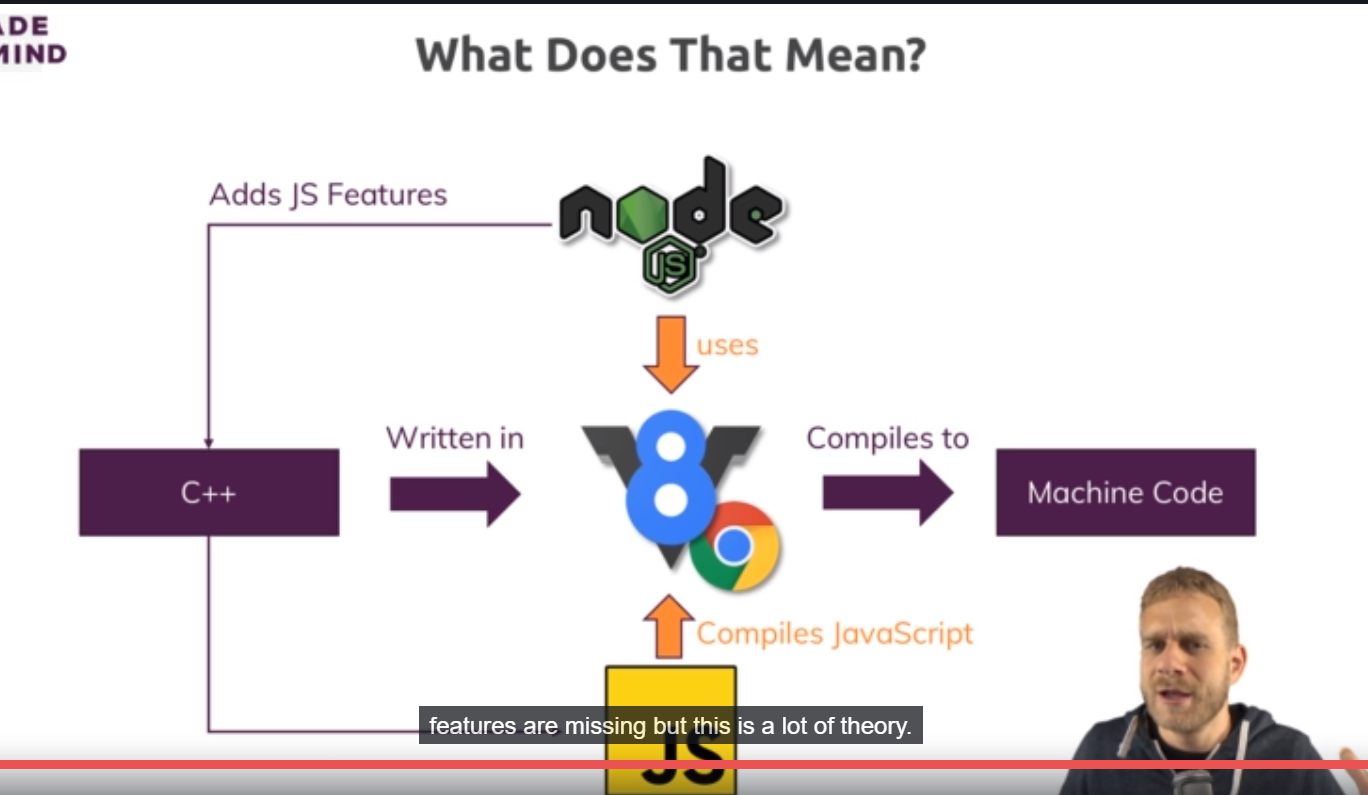 ADE
MIND
What Does That Mean?
Adds JS Features
node
JS
uses
Written in
Compiles to
C++
8
Machine Code
Compiles JavaScript
features are missing but this is a lot of theory.
JS